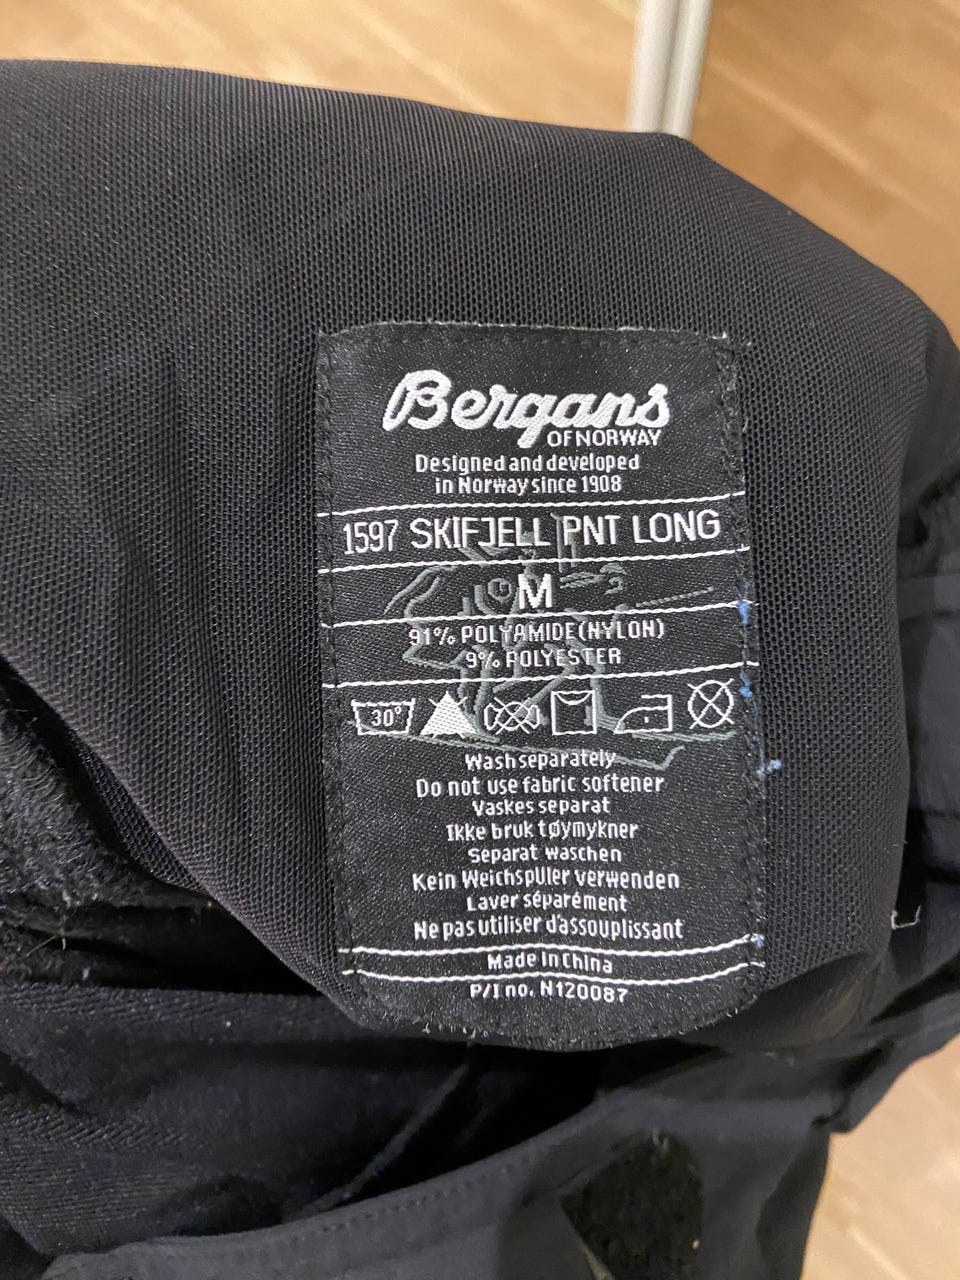 Bergans
OF NORWAY
Designed and developed
in Norway since 1908
1597 SKIFJELL PNT LONG
M
91% POLYAMIDE(NYLON)
9% POLYESTER
30°
Wash separately
Do not use fabric softener
Vaskes separat
Ikke bruk tøymykner
Separat waschen
Kein Weichspüler verwenden
Laver séparément
Ne pas utiliser d'assouplissant
Made in China
P/I no. N120087